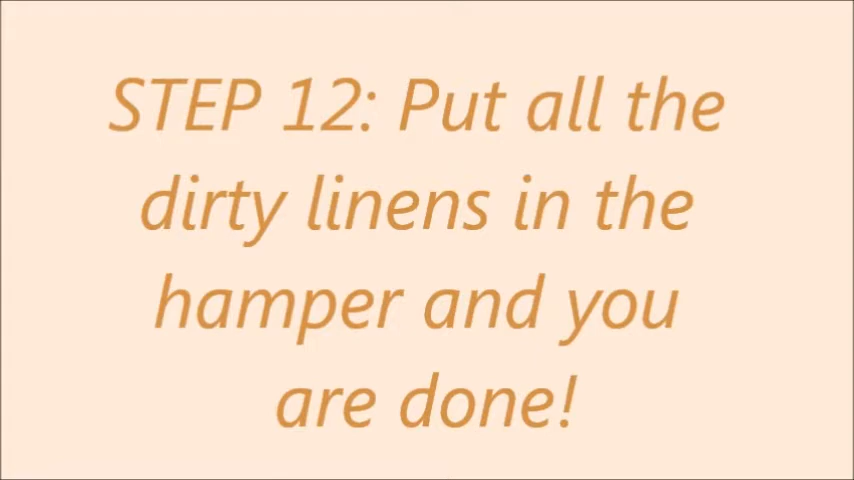 STEP 12: Put all the
dirty linens in the
hamper and you
are done!